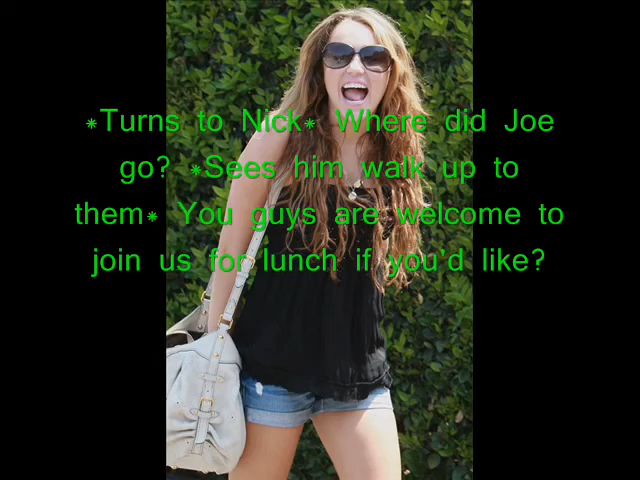 *Turns to Nick* Where did Joe
go? *Sees him walk up to
them* You guys are welcome to
join us for lunch if you'd like?